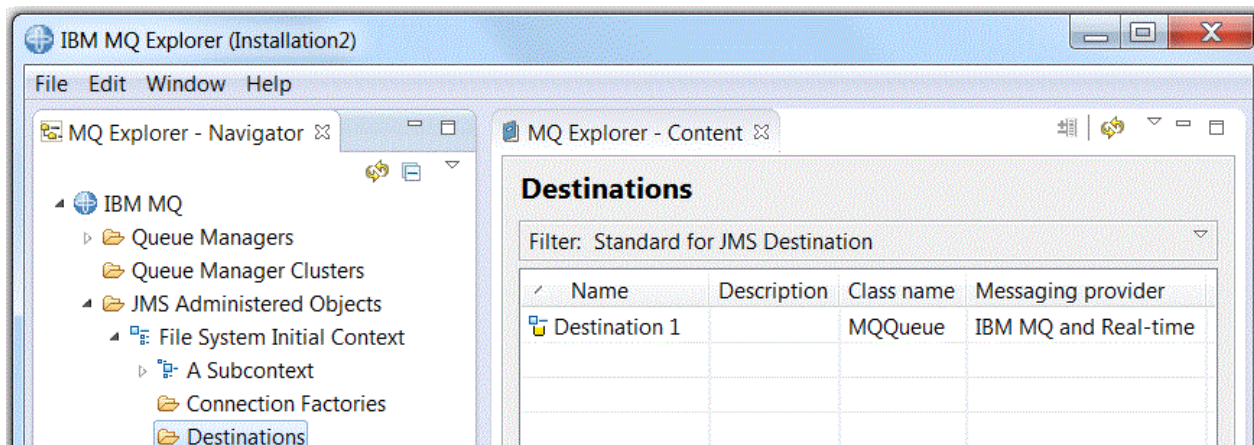 IBM MQ Explorer (Installation2)
File Edit Window Help
MQ Explorer - Navigator
IBM MQ
Queue Managers
Queue Manager Clusters
JMS Administered Objects
File System Initial Context
A Subcontext
Connection Factories
Destinations
MQ Explorer - Content
Destinations
Filter: Standard for JMS Destination
Name Description Class name Messaging provider
Destination 1 MQQueue IBM MQ and Real-time